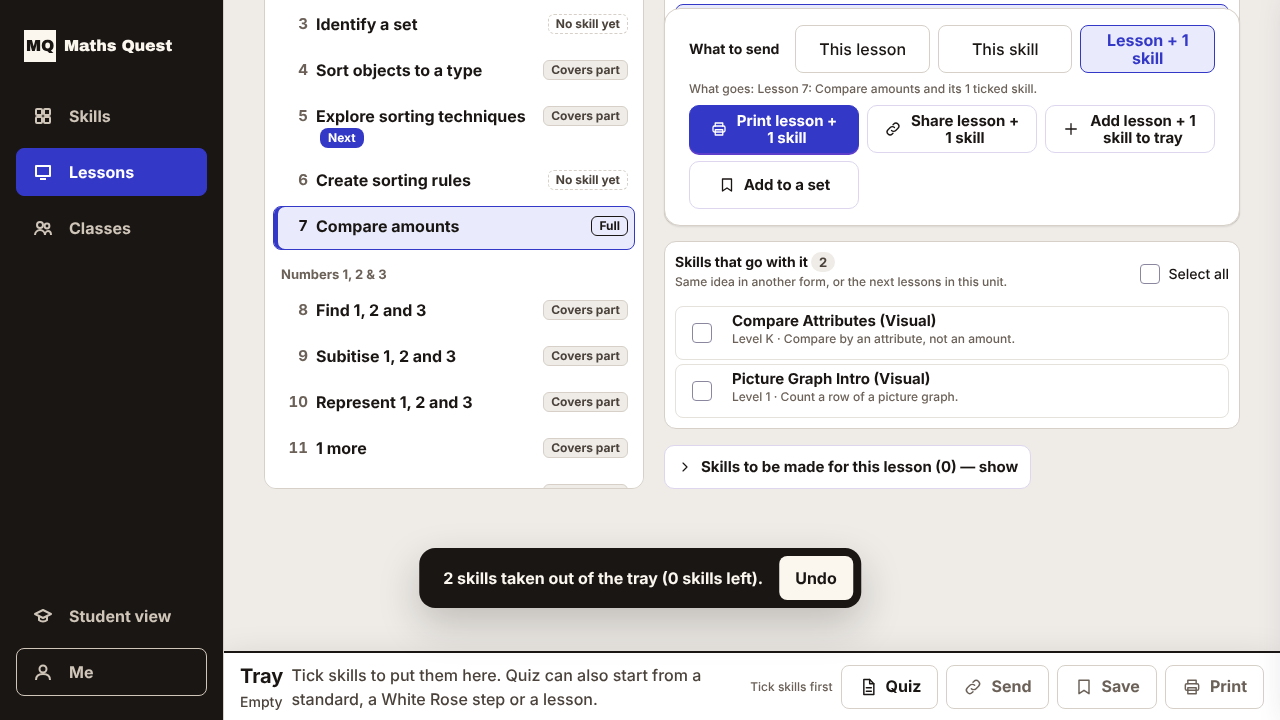 MQ Maths Quest
Skills
Lessons
Classes
Student view
Me
3 Identify a set No skill yet
4 Sort objects to a type Covers part
5 Explore sorting techniques Covers part
Next
6 Create sorting rules No skill yet
7 Compare amounts Full
Numbers 1, 2 & 3
8 Find 1, 2 and 3 Covers part
9 Subitise 1, 2 and 3 Covers part
10 Represent 1, 2 and 3 Covers part
11 1 more Covers part
What to send
This lesson
This skill
Lesson + 1
skill
What goes: Lesson 7: Compare amounts and its 1 ticked skill.
Print lesson +
1 skill
Share lesson +
1 skill
Add lesson + 1
skill to tray
Add to a set
Skills that go with it 2
Same idea in another form, or the next lessons in this unit.
Select all
Compare Attributes (Visual)
Level K · Compare by an attribute, not an amount.
Picture Graph Intro (Visual)
Level 1 · Count a row of a picture graph.
Skills to be made for this lesson (0) — show
2 skills taken out of the tray (0 skills left).
Undo
Tray
Empty
Tick skills to put them here. Quiz can also start from a
standard, a White Rose step or a lesson.
Tick skills first
Quiz
Send
Save
Print